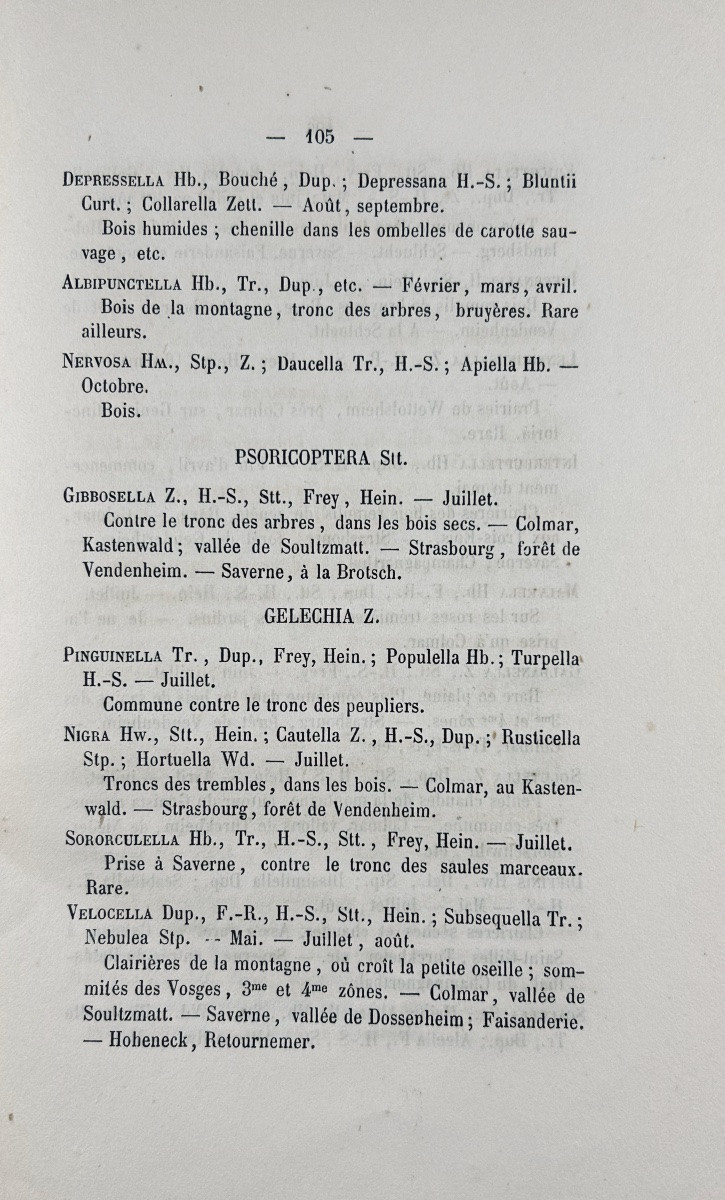 — 105 —
DEPRESSELLA Hb., Bouché, Dup.; Depressana H.-S.; Bluntii
Curt.; Collarella Zett. — Août, septembre.
Bois humides; chenille dans les ombelles de carotte sau-
vage, etc.
ALBIPUNCTELLA Hb., Tr., Dup., etc. — Février, mars, avril.
Bois de la montagne, tronc des arbres, bruyères. Rare
ailleurs.
NERVOSA HM., Stp., Z.; Daucella Tr., H.-S.; Apiella Hb. —
Octobre.
Bois.
PSORICOPTERA Stt.
GIBBOSELLA Z., H.-S., Stt., Frey, Hein. — Juillet.
Contre le tronc des arbres, dans les bois secs. — Colmar,
Kastenwald; vallée de Soultzmatt. — Strasbourg, forêt de
Vendenheim. — Saverne, à la Brotsch.
GELECHIA Z.
PINGUINELLA Tr., Dup., Frey, Hein.; Populella Hb.; Turpella
H.-S. — Juillet.
Commune contre le tronc des peupliers.
NIGRA HW., Stt., Hein.; Cautella Z., H.-S., Dup.; Rusticella
Stp.; Hortuella Wd. — Juillet.
Troncs des trembles, dans les bois. — Colmar, au Kasten-
wald. — Strasbourg, forêt de Vendenheim.
SORORCULELLA Hb., Tr., H.-S., Stt., Frey, Hein. — Juillet.
Prise à Saverne, contre le tronc des saules marceaux.
Rare.
VELOCELLA Dup., F.-R., H.-S., Stt., Hein.; Subsequella Tr.;
Nebulea Stp. -- Mai. — Juillet, août.
Clairières de la montagne, où croît la petite oseille; som-
mités des Vosges, 3me et 4me zônes. — Colmar, vallée de
Soultzmatt. — Saverne, vallée de Dossenheim; Faisanderie.
— Hoheneck, Retournemer.